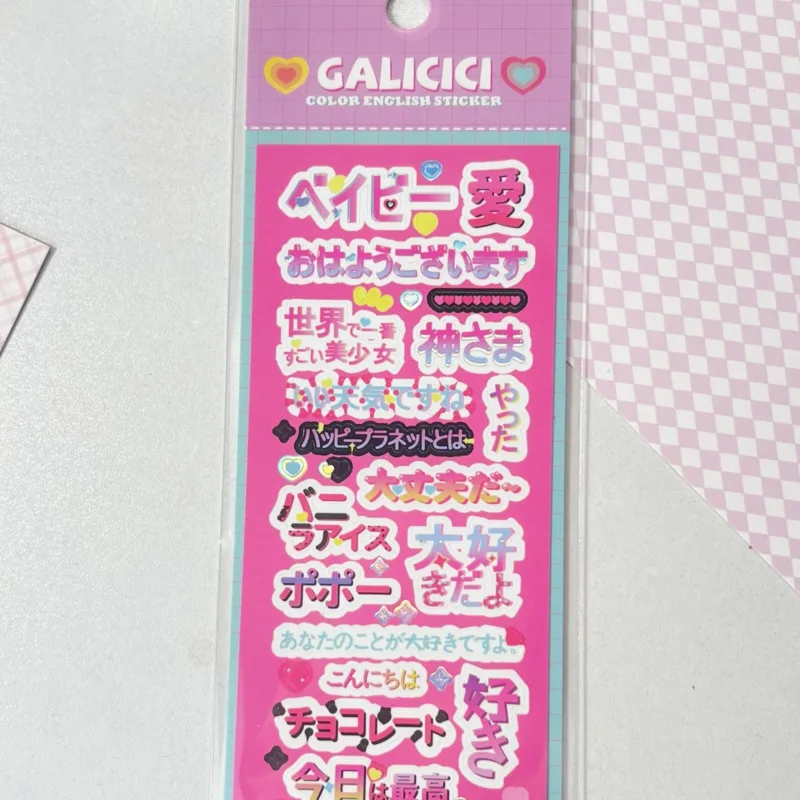 GALICICI
COLOR ENGLISH STICKER
ベイビー
愛
おはようございます
世界で一番
すごい美少女
神さま
いい天気ですね
やった
ハッピープラネットとは
大丈夫だ~
バニ
ラアイス
大好
きだよ
ポポー
あなたのことが大好きですよ。
こんにちは
好き
チョコレート
今日は最高。